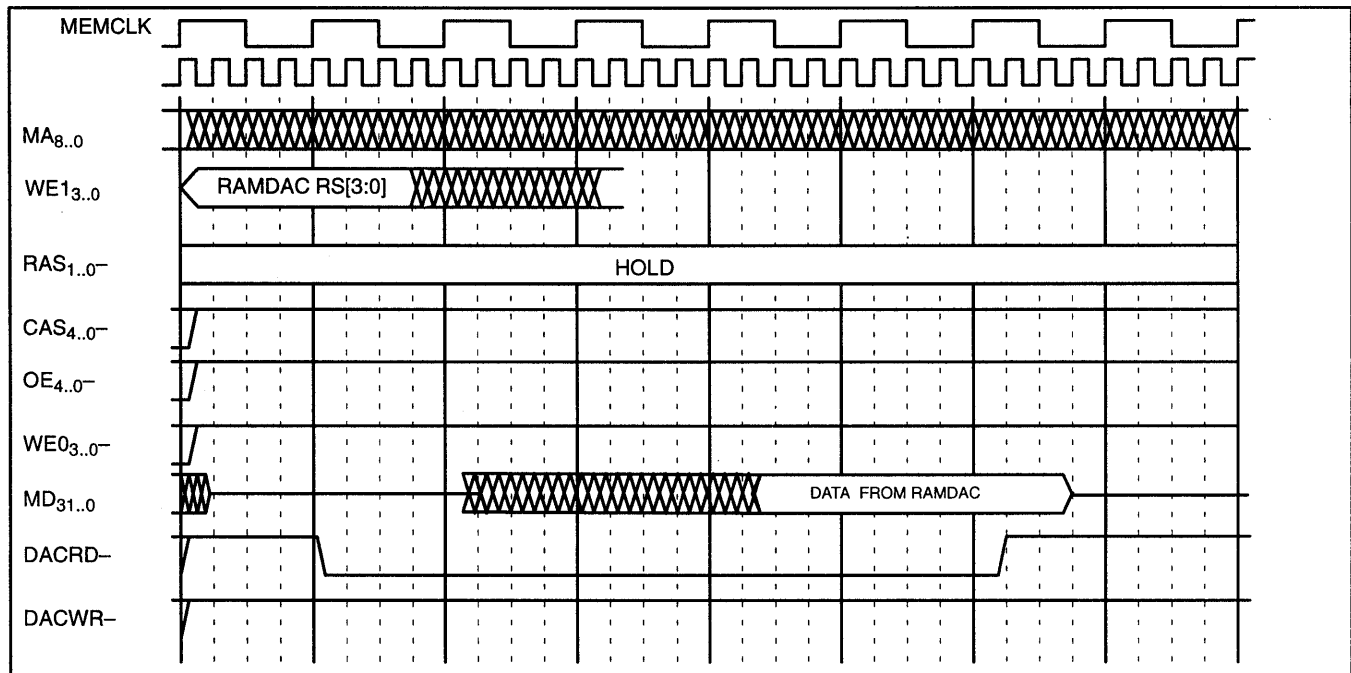 MEMCLK
MA8..0
WE13..0
RAMDAC RS[3:0]
RAS1..0–
HOLD
CAS4..0–
OE4..0–
WE03..0–
MD31..0
DATA FROM RAMDAC
DACRD–
DACWR–